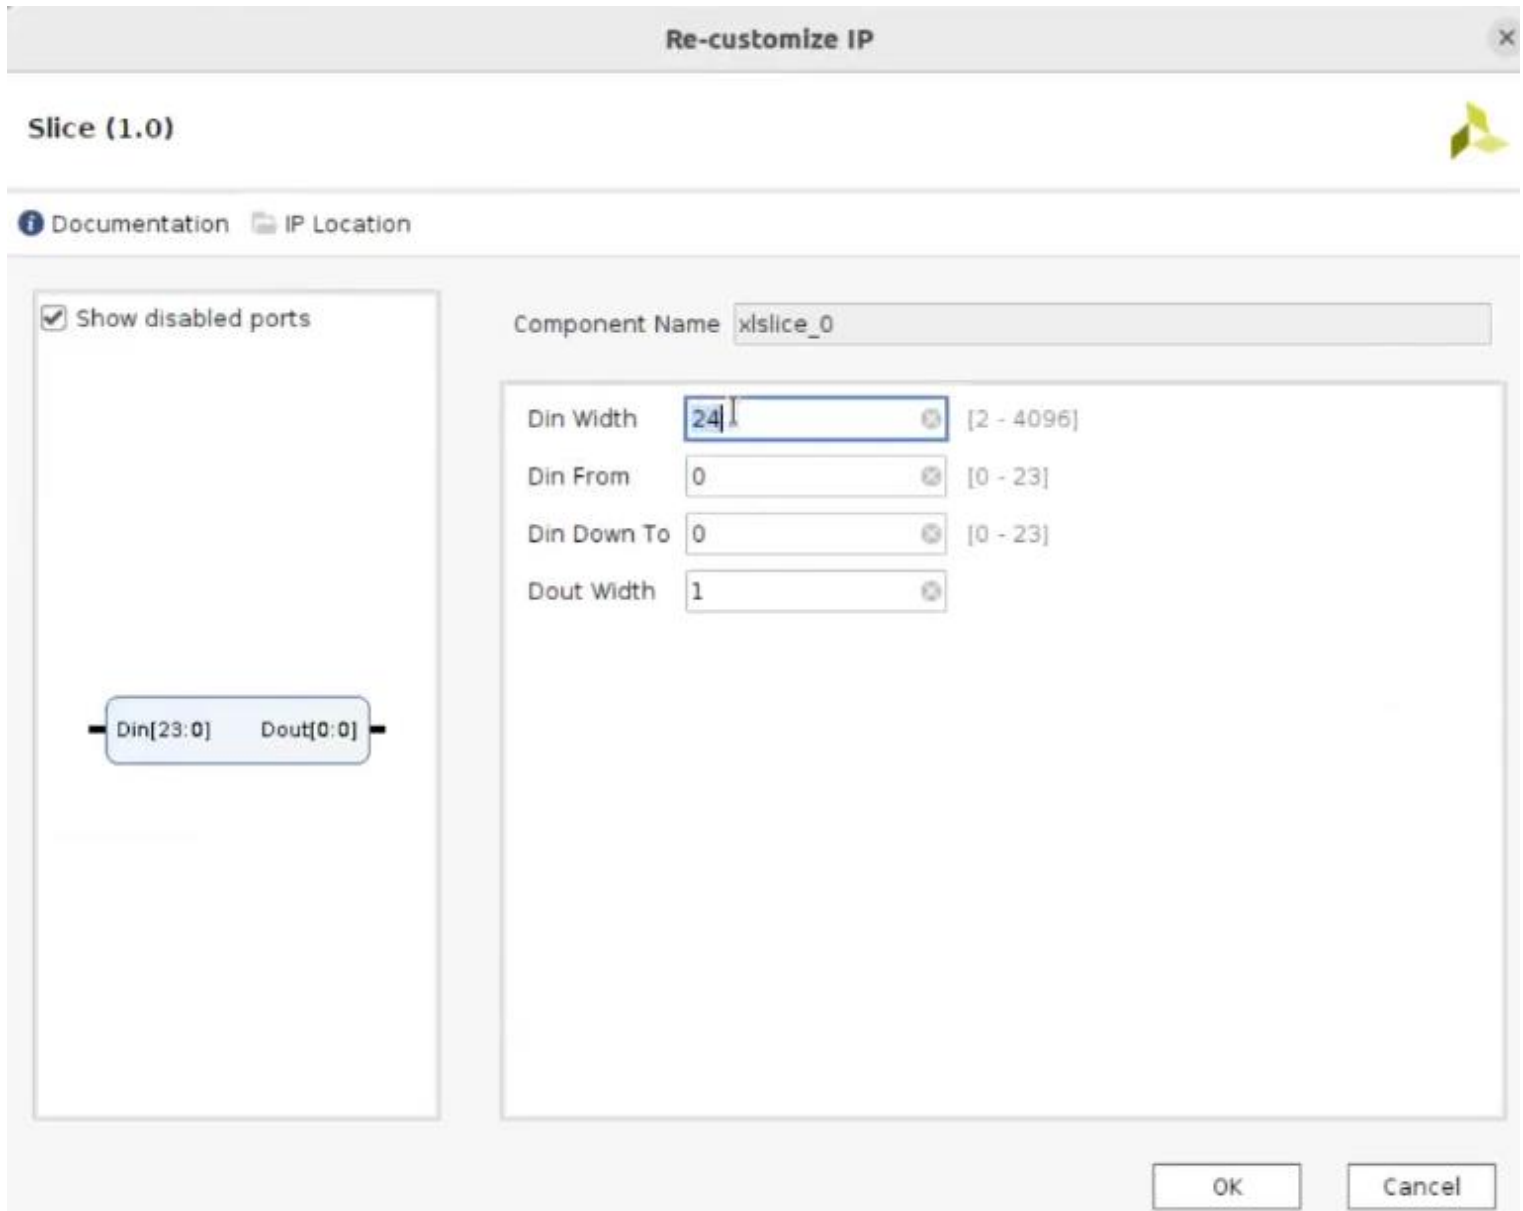 Re-customize IP
Slice (1.0)
Documentation IP Location
Show disabled ports
Component Name xlslice_0
Din Width 24 [2 - 4096]
Din From 0 [0 - 23]
Din Down To 0 [0 - 23]
Dout Width 1
Din[23:0] Dout[0:0]
OK Cancel